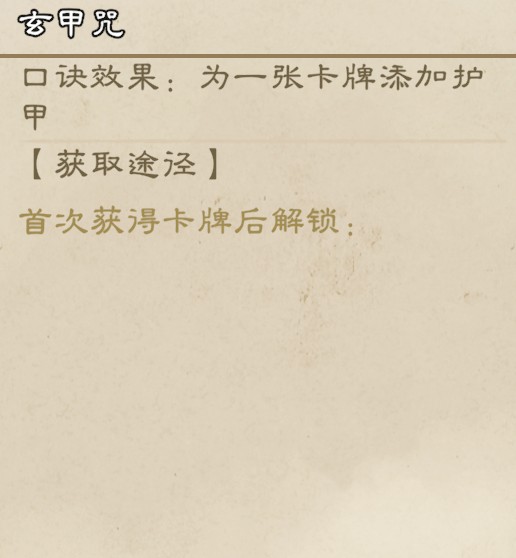 玄甲咒
口诀效果：为一张卡牌添加护
甲
【获取途径】
首次获得卡牌后解锁：